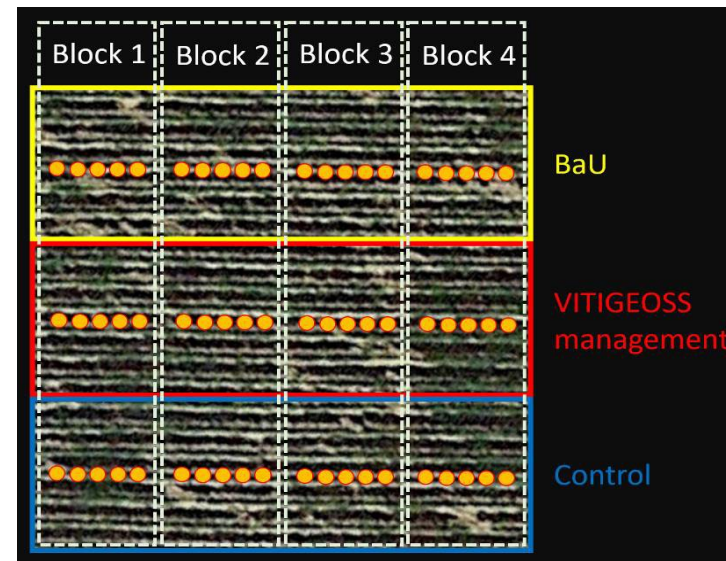 Block 1 Block 2 Block 3 Block 4
BaU
VITIGEOSS
management
Control